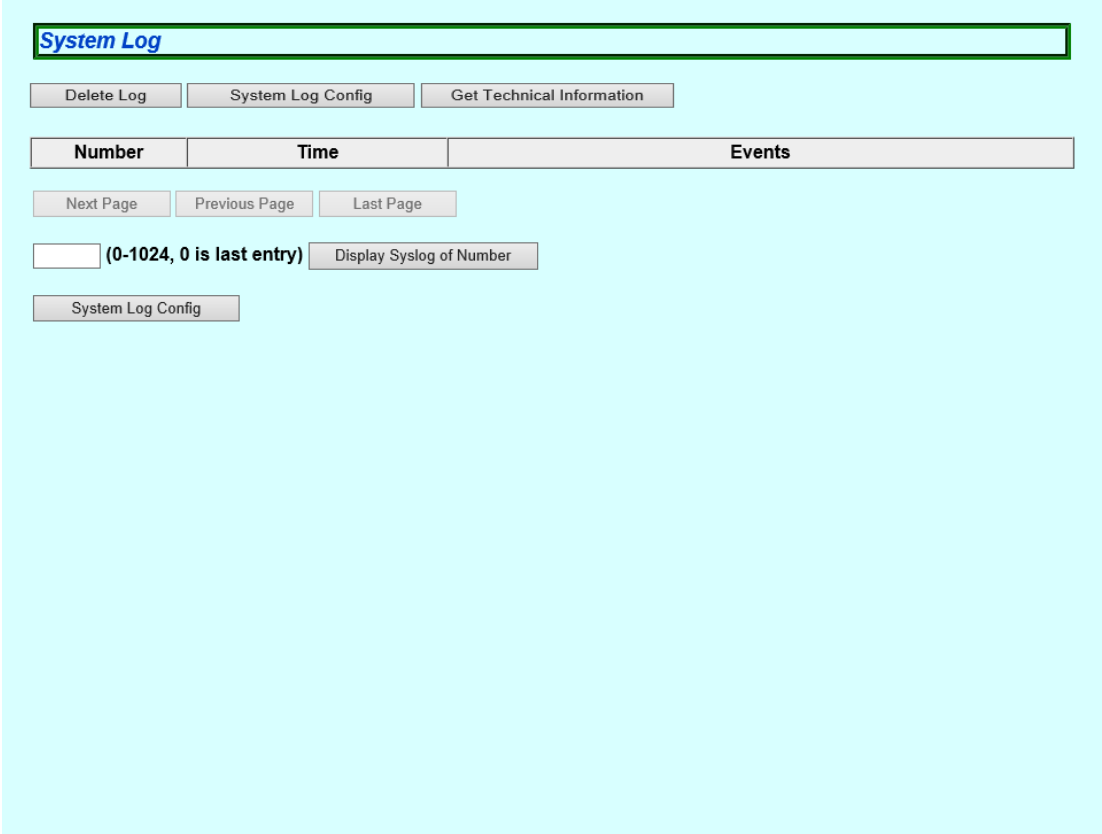 System Log
Delete Log System Log Config Get Technical Information
Number Time Events
Next Page Previous Page Last Page
(0-1024, 0 is last entry) Display Syslog of Number
System Log Config